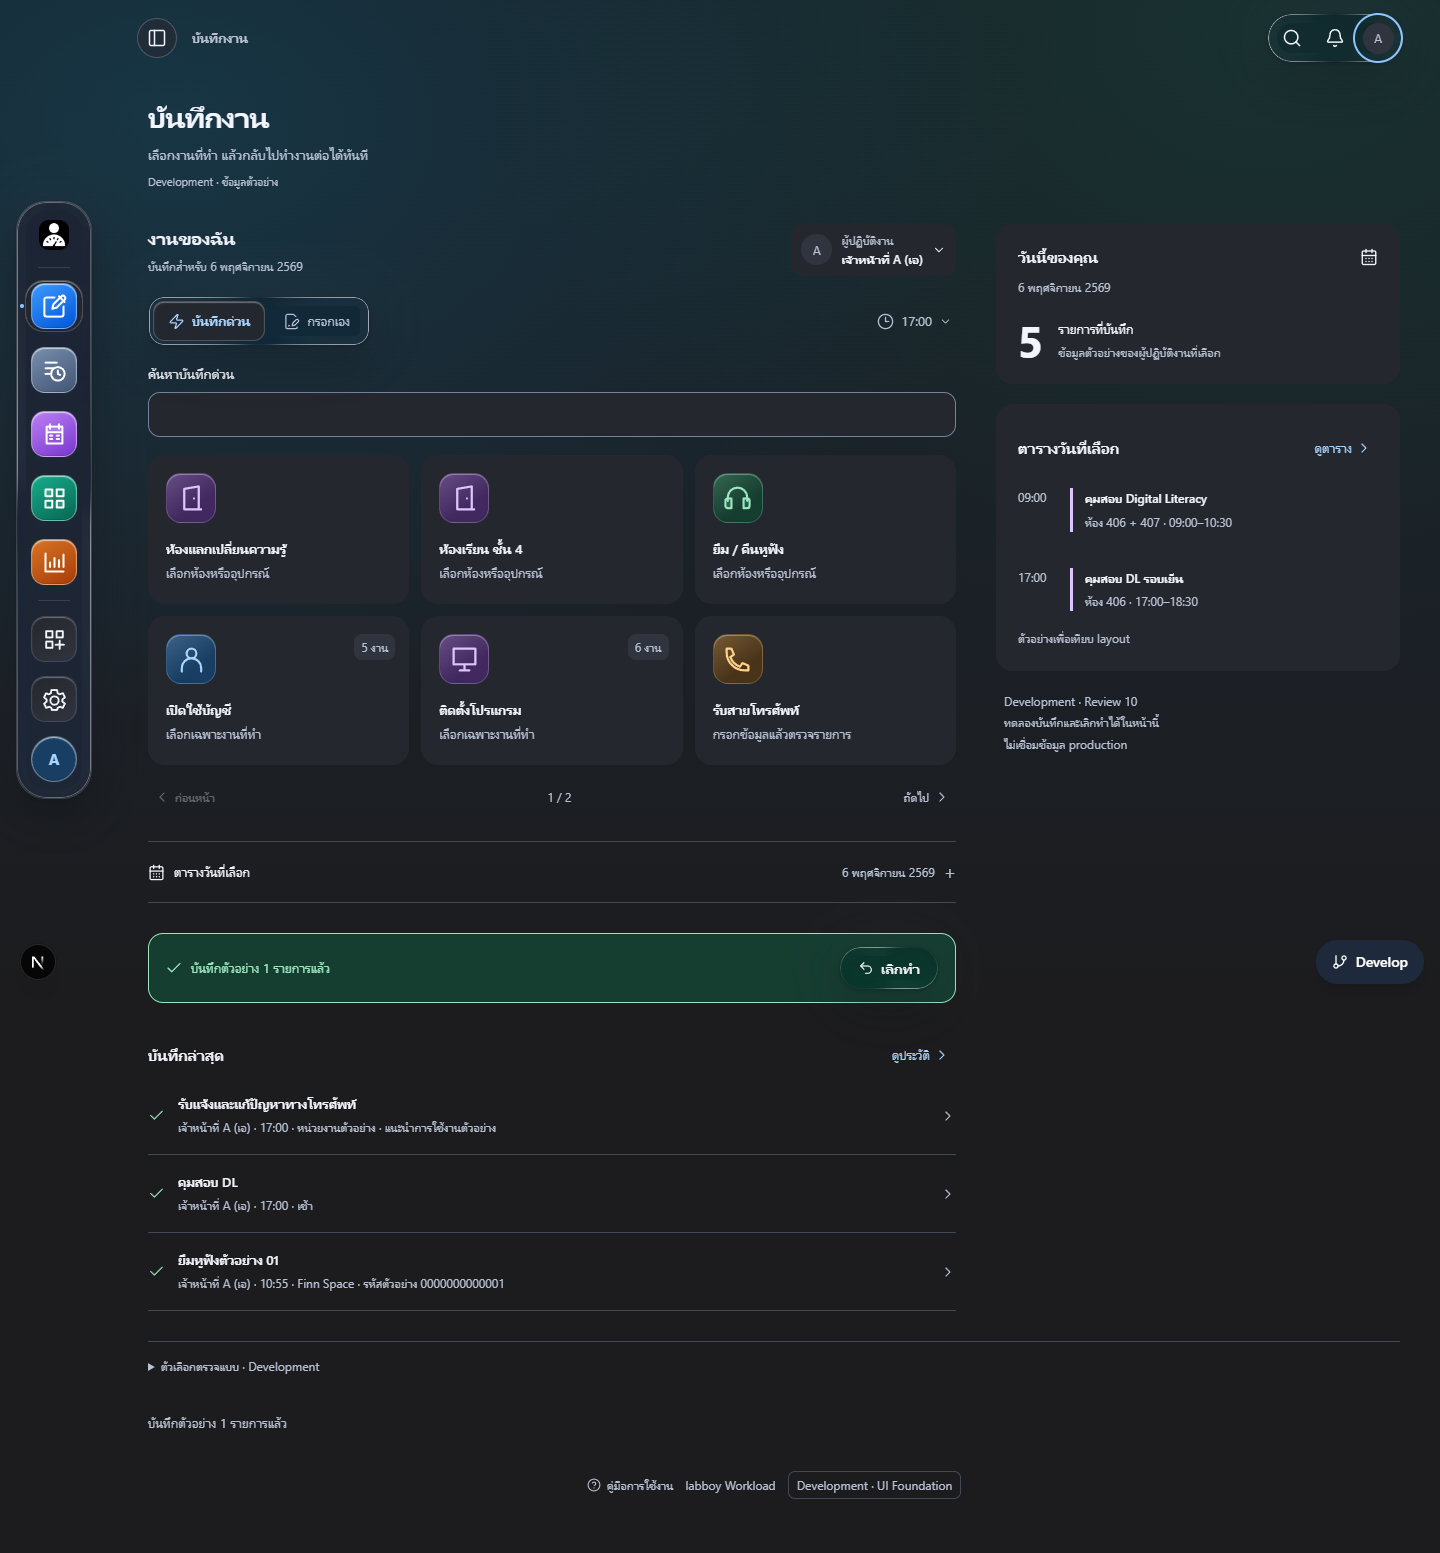 บันทึกงาน
A
บันทึกงาน
เลือกงานที่ทำ แล้วกลับไปทำงานต่อได้ทันที
Development · ข้อมูลตัวอย่าง
งานของฉัน
บันทึกสำหรับ 6 พฤศจิกายน 2569
A
ผู้ปฏิบัติงาน
เจ้าหน้าที่ A (เอ)
บันทึกด่วน
กรอกเอง
17:00
ค้นหาบันทึกด่วน
ห้องแลกเปลี่ยนความรู้
เลือกห้องหรืออุปกรณ์
ห้องเรียน ชั้น 4
เลือกห้องหรืออุปกรณ์
ยืม / คืนหูฟัง
เลือกห้องหรืออุปกรณ์
5 งาน
เปิดใช้บัญชี
เลือกเฉพาะงานที่ทำ
6 งาน
ติดตั้งโปรแกรม
เลือกเฉพาะงานที่ทำ
รับสายโทรศัพท์
กรอกข้อมูลแล้วตรวจรายการ
ก่อนหน้า
1 / 2
ถัดไป
ตารางวันที่เลือก
6 พฤศจิกายน 2569
บันทึกตัวอย่าง 1 รายการแล้ว
เลิกทำ
บันทึกล่าสุด
ดูประวัติ
รับแจ้งและแก้ปัญหาทางโทรศัพท์
เจ้าหน้าที่ A (เอ) · 17:00 · หน่วยงานตัวอย่าง · แนะนำการใช้งานตัวอย่าง
คุมสอบ DL
เจ้าหน้าที่ A (เอ) · 17:00 · เช้า
ยืมหูฟังตัวอย่าง 01
เจ้าหน้าที่ A (เอ) · 10:55 · Finn Space · รหัสตัวอย่าง 0000000000001
วันนี้ของคุณ
6 พฤศจิกายน 2569
5
รายการที่บันทึก
ข้อมูลตัวอย่างของผู้ปฏิบัติงานที่เลือก
ตารางวันที่เลือก
ดูตาราง
09:00
คุมสอบ Digital Literacy
ห้อง 406 + 407 · 09:00–10:30
17:00
คุมสอบ DL รอบเย็น
ห้อง 406 · 17:00–18:30
ตัวอย่างเพื่อเทียบ layout
Development · Review 10
ทดลองบันทึกและเลิกทำได้ในหน้านี้
ไม่เชื่อมข้อมูล production
A
N
Develop
ตัวเลือกตรวจแบบ · Development
บันทึกตัวอย่าง 1 รายการแล้ว
คู่มือการใช้งาน
labboy Workload
Development · UI Foundation